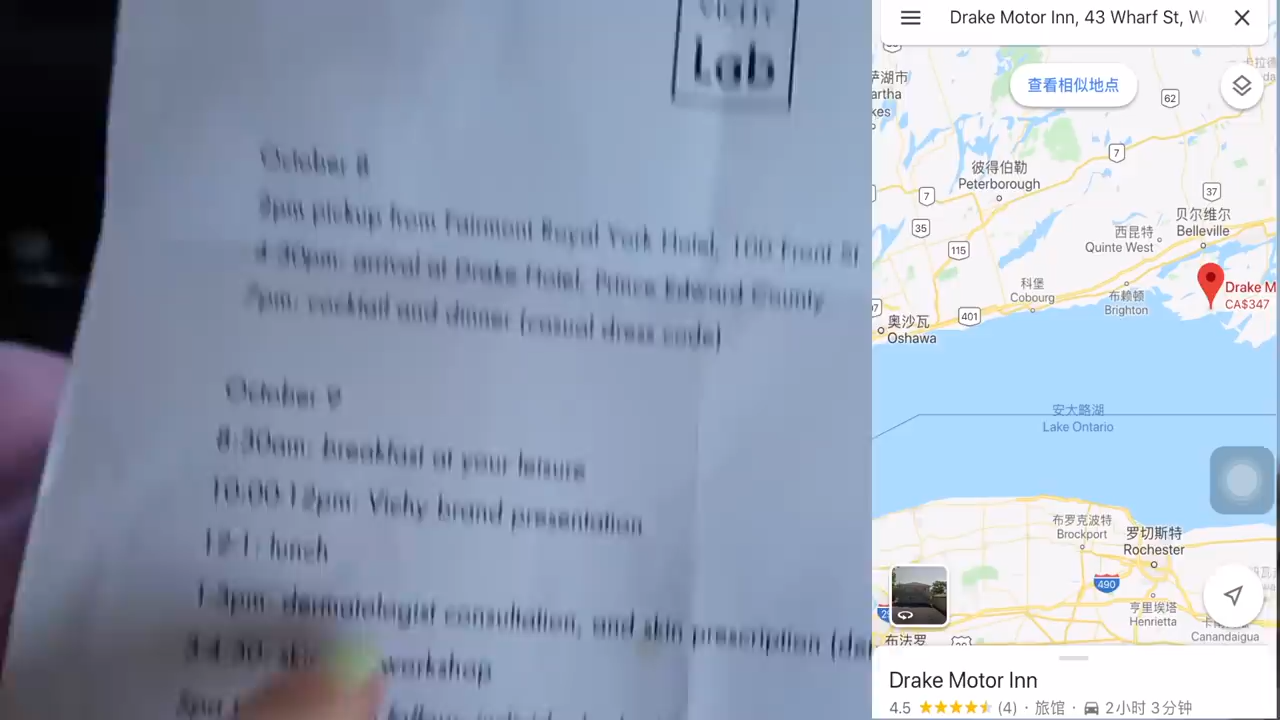 Lab
October 8
pickup from Fairmont Royal York Hotel, 100 Front St
4:30pm: arrival at Drake Hotel, Prince Edward County
7pm: cocktail and dinner (casual dress code)
October 9
8:30am: breakfast at your leisure
10:00-12pm: Vichy brand presentation
12-1: lunch
1-3pm: dermatologist consultation, and skin prescription
workshop
Drake Motor Inn, 43 Wharf St, W
查看相似地点
萨湖市
artha
kes
62
7
彼得伯勒
Peterborough
7
37
35
贝尔维尔
Belleville
西昆特
Quinte West
115
科堡
Cobourg
布赖顿
Brighton
Drake M
CA$347
401
奥沙瓦
Oshawa
安大略湖
Lake Ontario
布罗克波特
Brockport
罗切斯特
Rochester
490
亨里埃塔
Henrietta
Canandaigua
布法罗
Drake Motor Inn
4.5 (4) · 旅馆 · 2小时 3分钟